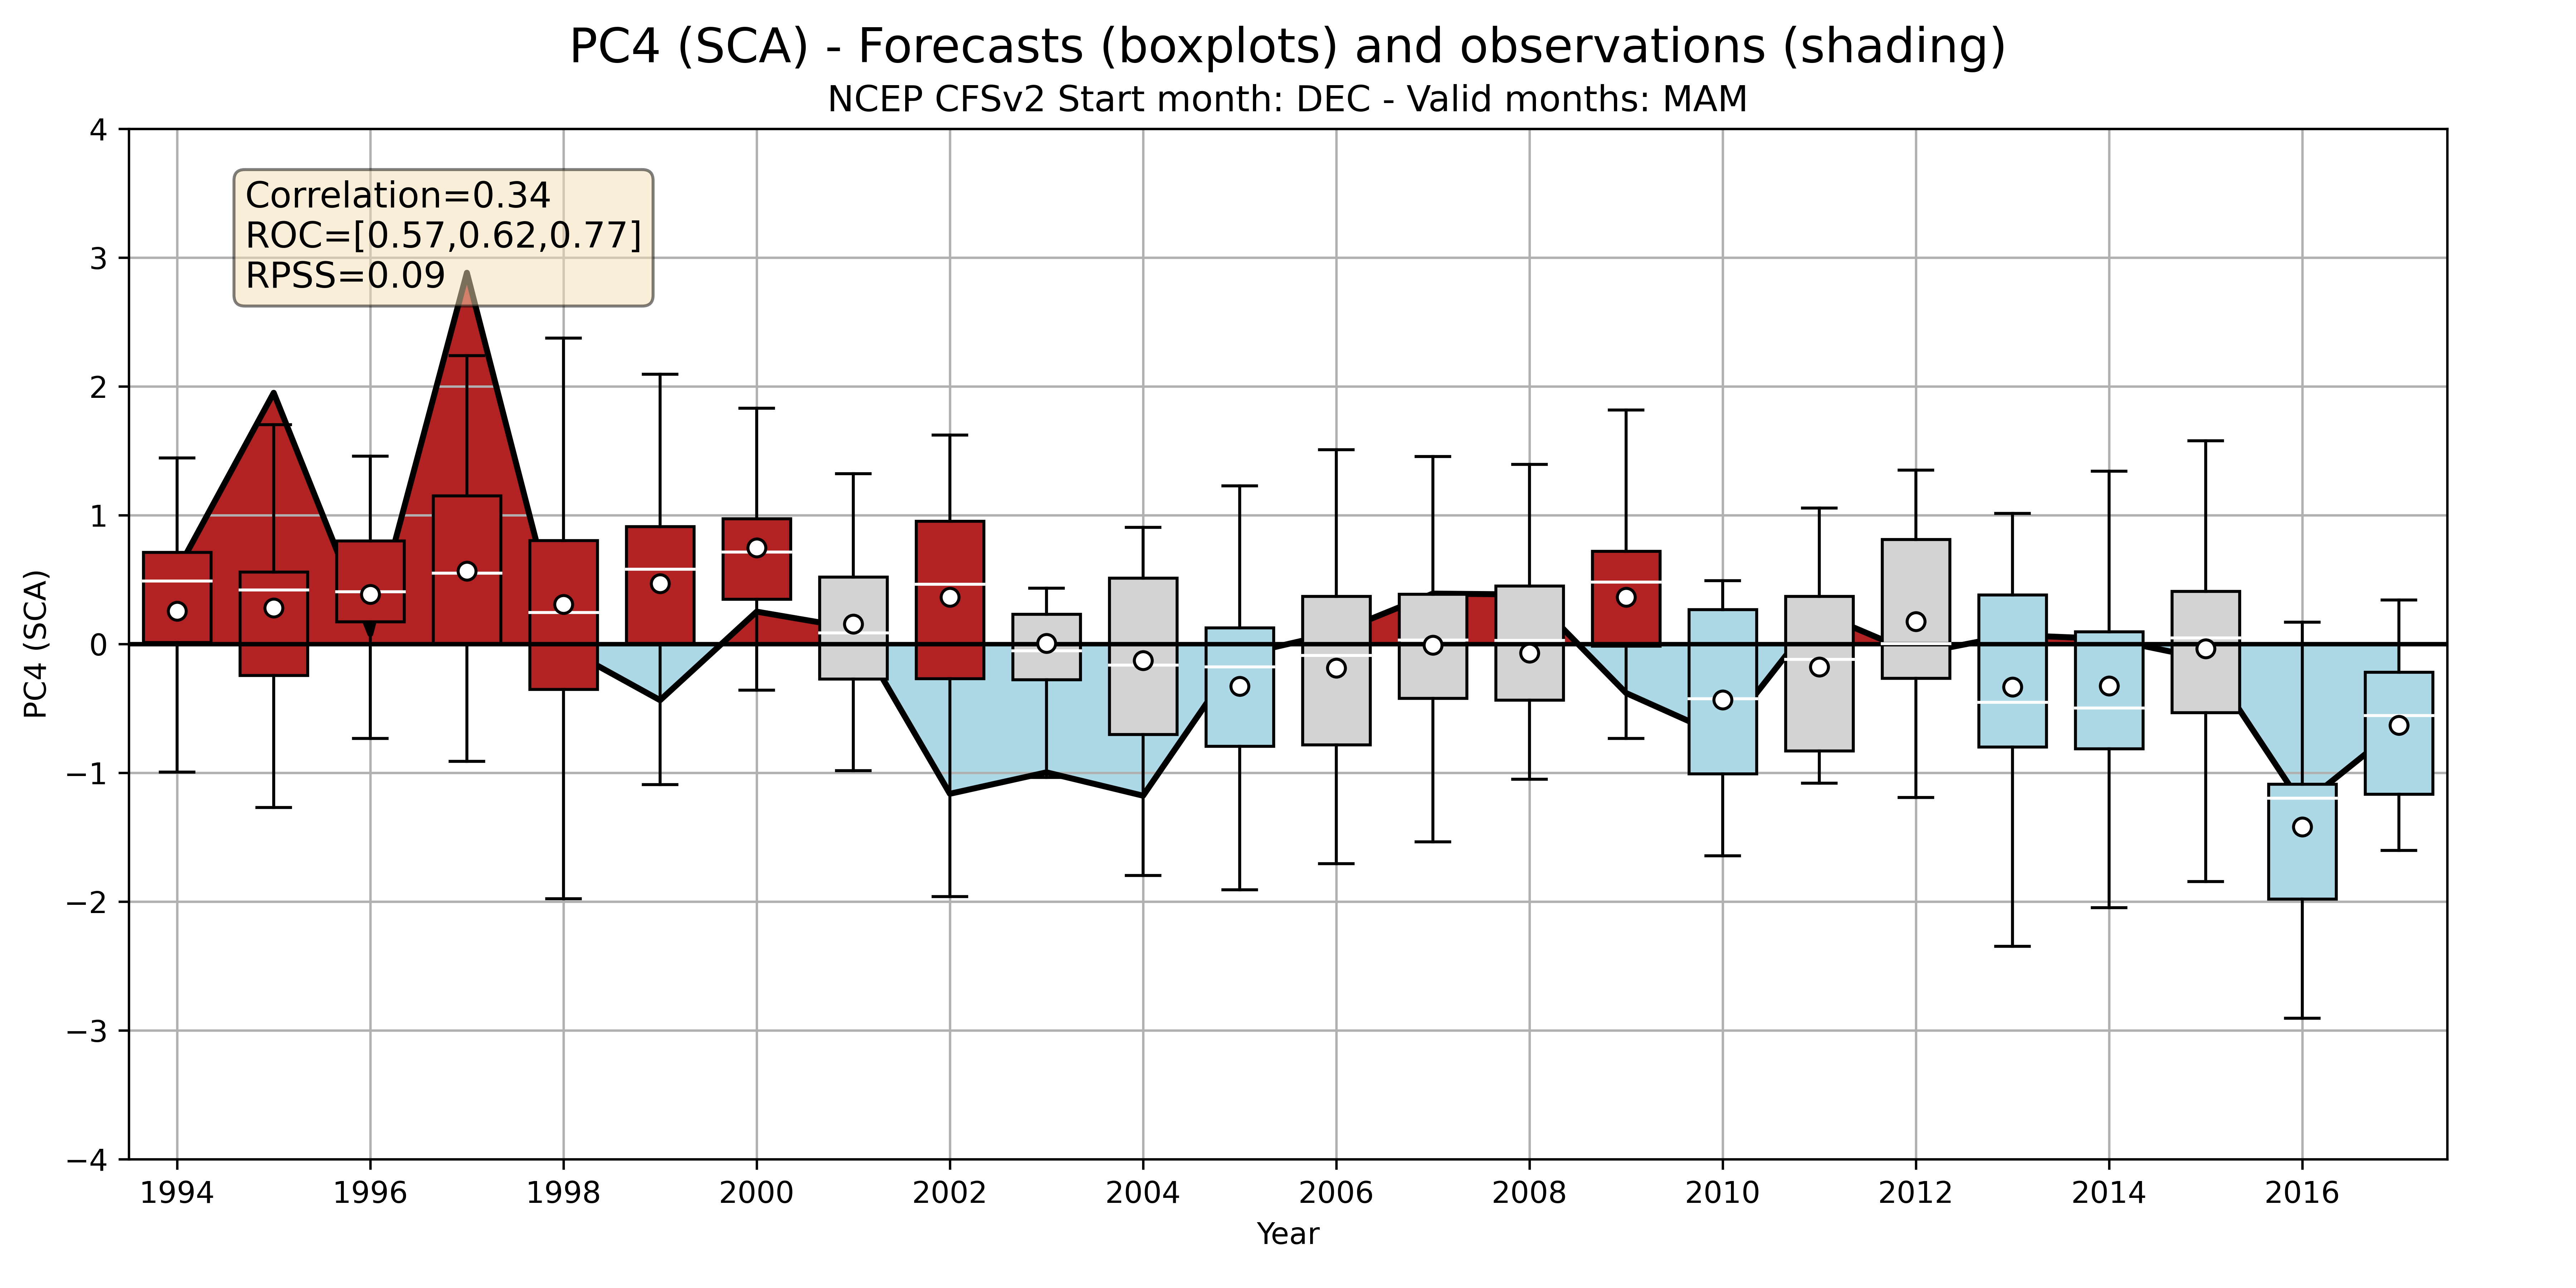 PC4 (SCA) - Forecasts (boxplots) and observations (shading)
NCEP CFSv2 Start month: DEC - Valid months: MAM
Correlation=0.34
ROC=[0.57,0.62,0.77]
RPSS=0.09
PC4 (SCA)
4
3
2
1
0
−1
−2
−3
−4
1994 1996 1998 2000 2002 2004 2006 2008 2010 2012 2014 2016
Year